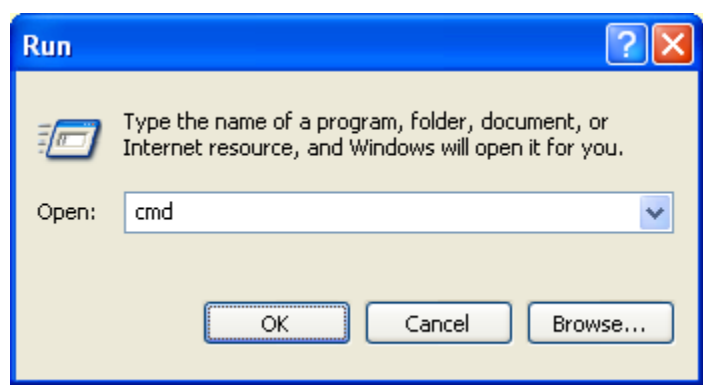 Run
Type the name of a program, folder, document, or
Internet resource, and Windows will open it for you.
Open: cmd
OK Cancel Browse...